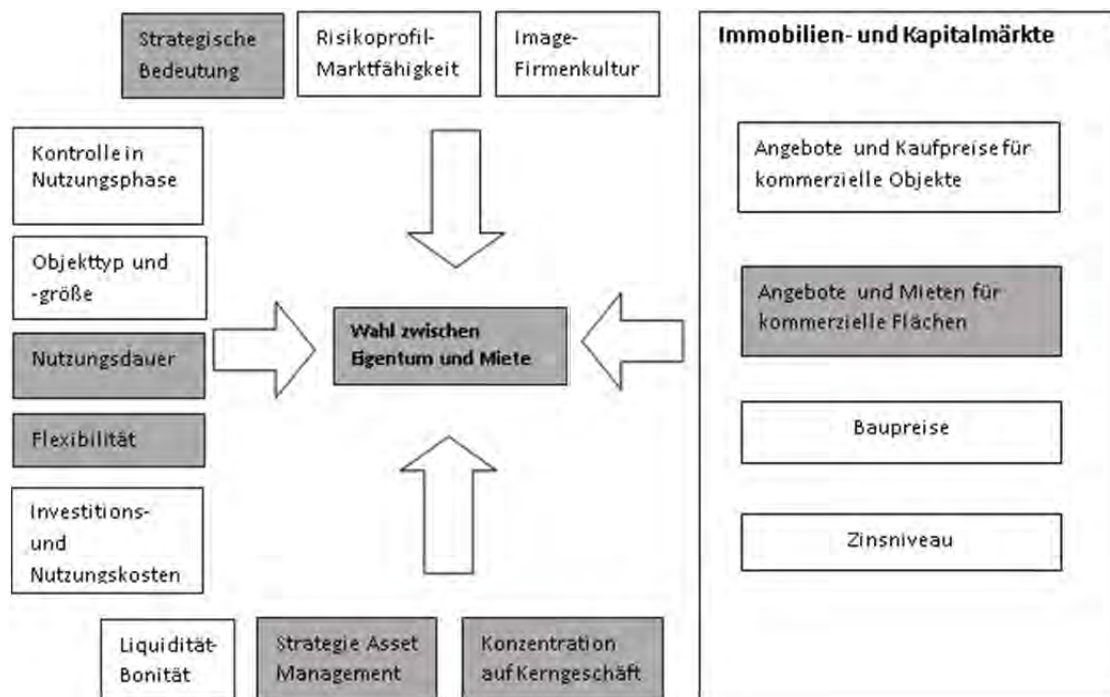 Strategische
Bedeutung
Risikoprofil-
Marktfähigkeit
Image-
Firmenkultur
Immobilien- und Kapitalmärkte
Kontrolle in
Nutzungsphase
Objekttyp und
-größe
Nutzungsdauer
Flexibilität
Investitions-
und
Nutzungskosten
Wahl zwischen
Eigentum und Miete
Angebote und Kaufpreise für
kommerzielle Objekte
Angebote und Mieten für
kommerzielle Flächen
Baupreise
Zinsniveau
Liquidität-
Bonität
Strategie Asset
Management
Konzentration
auf Kerngeschäft